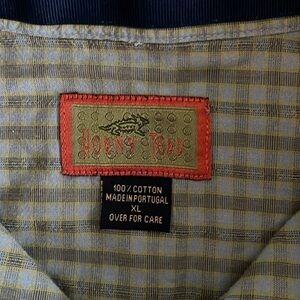 HORNY TOAD
100% COTTON
MADE IN PORTUGAL
XL
OVER FOR CARE